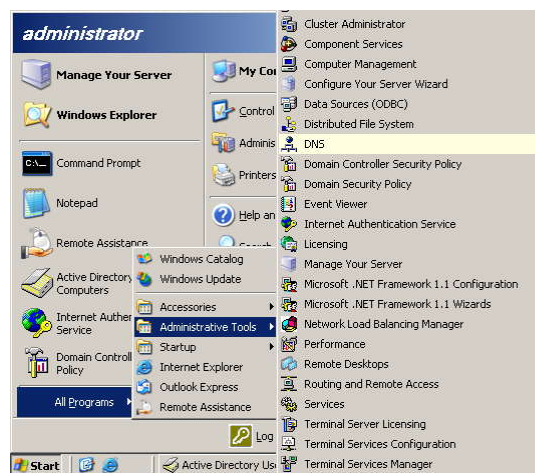 administrator
Manage Your Server
Windows Explorer
Command Prompt
Notepad
Remote Assistance
Active Directory
Computers
Internet Auther
Service
Domain Controll
Policy
All Programs
My Co
Control
Adminis
Printers
Help an
Search
Log
Windows Catalog
Windows Update
Accessories
Administrative Tools
Startup
Internet Explorer
Outlook Express
Remote Assistance
Cluster Administrator
Component Services
Computer Management
Configure Your Server Wizard
Data Sources (ODBC)
Distributed File System
DNS
Domain Controller Security Policy
Domain Security Policy
Event Viewer
Internet Authentication Service
Licensing
Manage Your Server
Microsoft .NET Framework 1.1 Configuration
Microsoft .NET Framework 1.1 Wizards
Network Load Balancing Manager
Performance
Remote Desktops
Routing and Remote Access
Services
Terminal Server Licensing
Terminal Services Configuration
Terminal Services Manager
Start
Active Directory Us